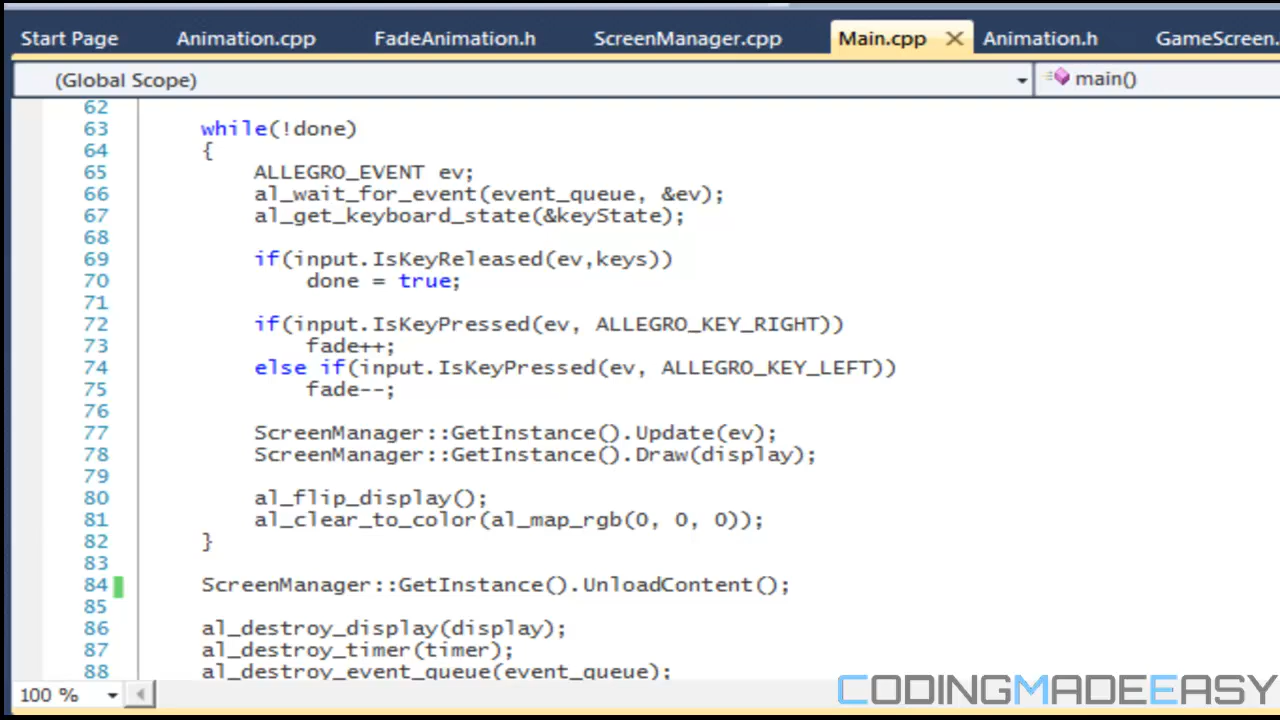 Start Page Animation.cpp FadeAnimation.h ScreenManager.cpp Main.cpp Animation.h GameScreen.
(Global Scope) main()
62
63 while(!done)
64 {
65 ALLEGRO_EVENT ev;
66 al_wait_for_event(event_queue, &ev);
67 al_get_keyboard_state(&keyState);
68
69 if(input.IsKeyReleased(ev,keys))
70 done = true;
71
72 if(input.IsKeyPressed(ev, ALLEGRO_KEY_RIGHT))
73 fade++;
74 else if(input.IsKeyPressed(ev, ALLEGRO_KEY_LEFT))
75 fade--;
76
77 ScreenManager::GetInstance().Update(ev);
78 ScreenManager::GetInstance().Draw(display);
79
80 al_flip_display();
81 al_clear_to_color(al_map_rgb(0, 0, 0));
82 }
83
84 ScreenManager::GetInstance().UnloadContent();
85
86 al_destroy_display(display);
87 al_destroy_timer(timer);
88 al_destroy_event_queue(event_queue);
100 %
CODINGMADEEASY